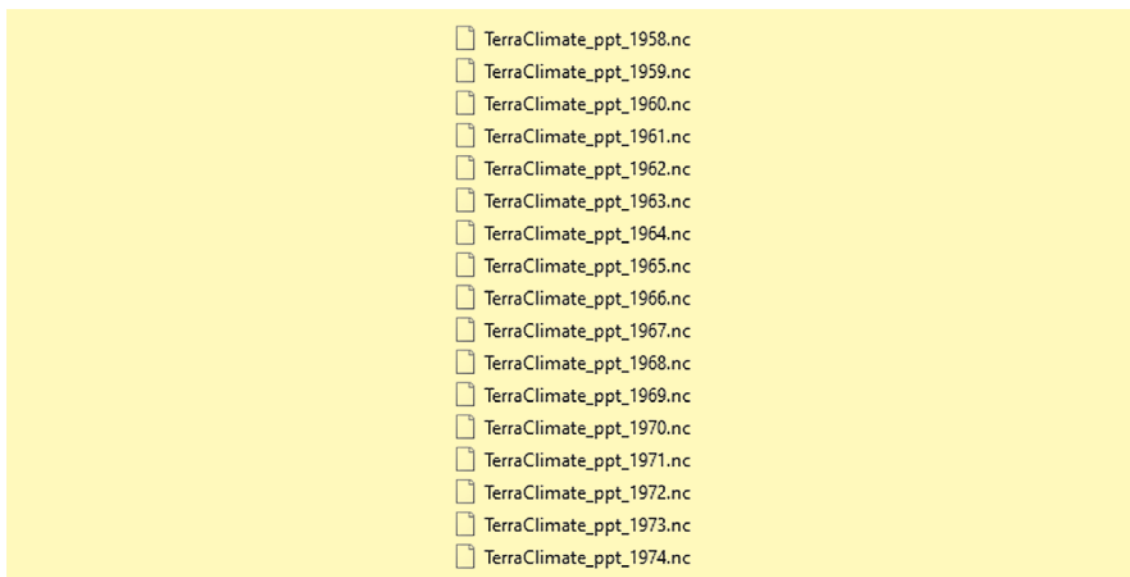 TerraClimate_ppt_1958.nc
TerraClimate_ppt_1959.nc
TerraClimate_ppt_1960.nc
TerraClimate_ppt_1961.nc
TerraClimate_ppt_1962.nc
TerraClimate_ppt_1963.nc
TerraClimate_ppt_1964.nc
TerraClimate_ppt_1965.nc
TerraClimate_ppt_1966.nc
TerraClimate_ppt_1967.nc
TerraClimate_ppt_1968.nc
TerraClimate_ppt_1969.nc
TerraClimate_ppt_1970.nc
TerraClimate_ppt_1971.nc
TerraClimate_ppt_1972.nc
TerraClimate_ppt_1973.nc
TerraClimate_ppt_1974.nc